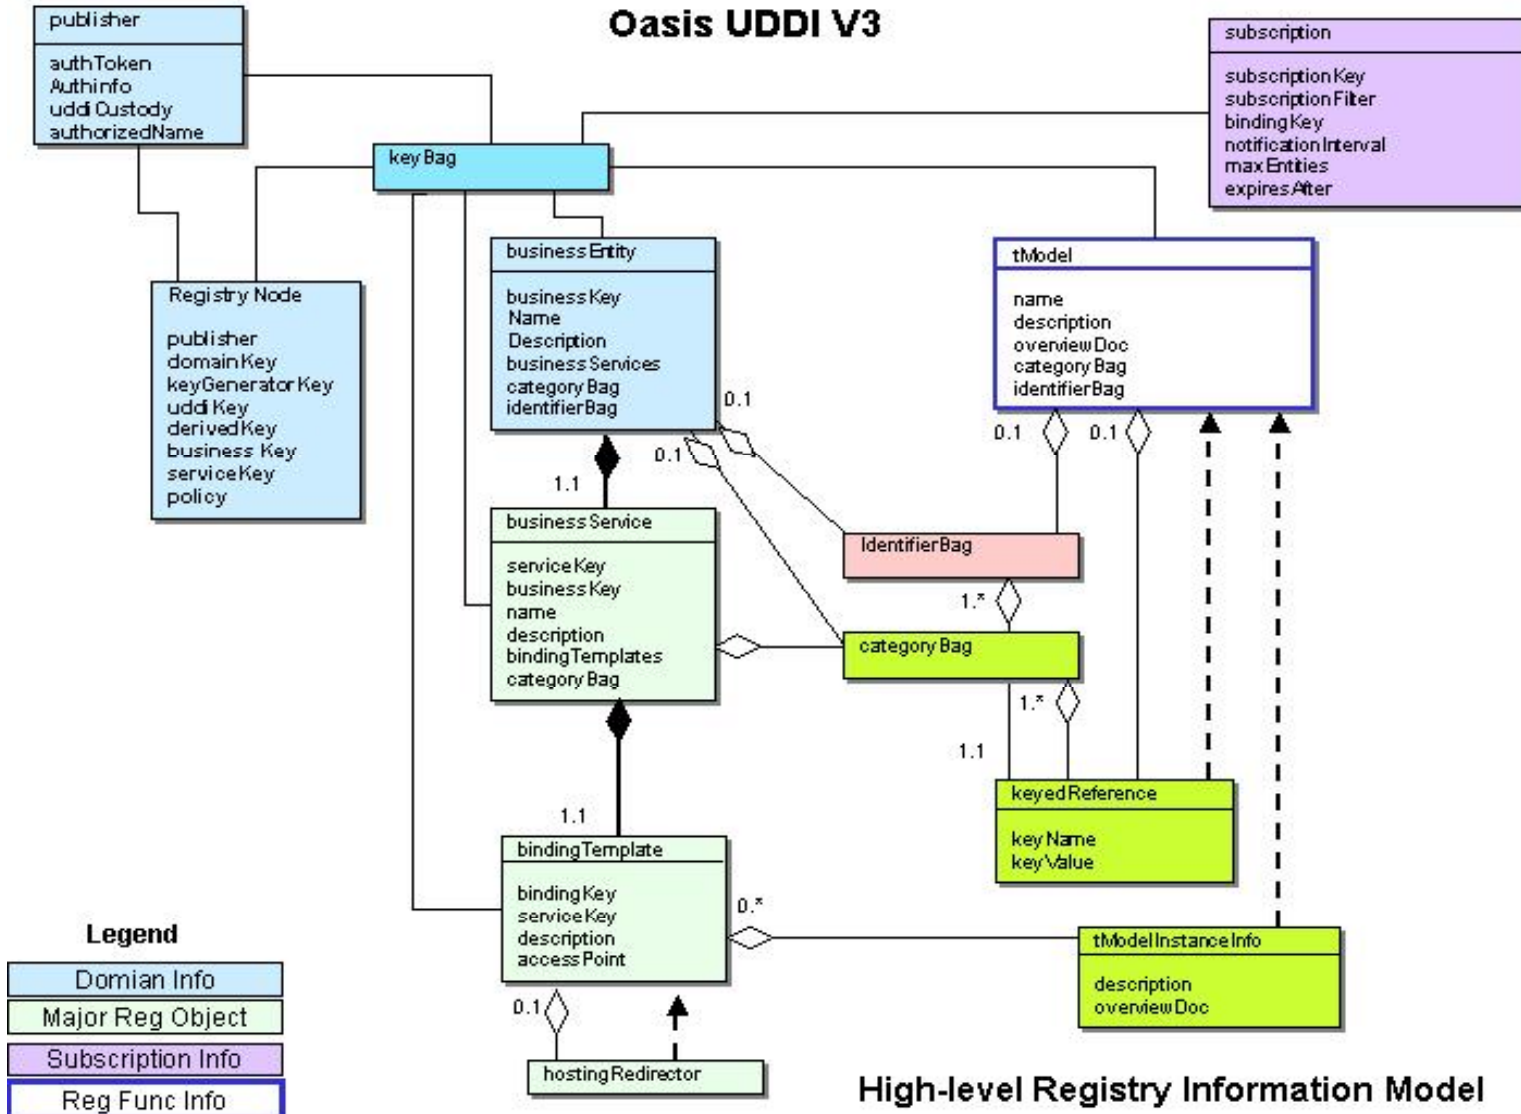 Oasis UDDI V3
publisher
authToken
Authinfo
uddiCustody
authorizedName
subscription
subscriptionKey
subscriptionFilter
bindingKey
notificationInterval
maxEntities
expiresAfter
keyBag
Registry Node
publisher
domainKey
keyGeneratorKey
uddiKey
derivedKey
business Key
serviceKey
policy
businessEntity
businessKey
Name
Description
businessServices
categoryBag
identifierBag
tModel
name
description
overviewDoc
categoryBag
identifierBag
0.1
0.1
0.1
0.1
1.1
businessService
serviceKey
businessKey
name
description
bindingTemplates
categoryBag
IdentifierBag
1.*
categoryBag
1.*
1.1
keyedReference
keyName
keyValue
1.1
bindingTemplate
bindingKey
serviceKey
description
accessPoint
0.*
tModelInstanceInfo
description
overviewDoc
0.1
hostingRedirector
Legend
Domian Info
Major Reg Object
Subscription Info
Reg Func Info
High-level Registry Information Model